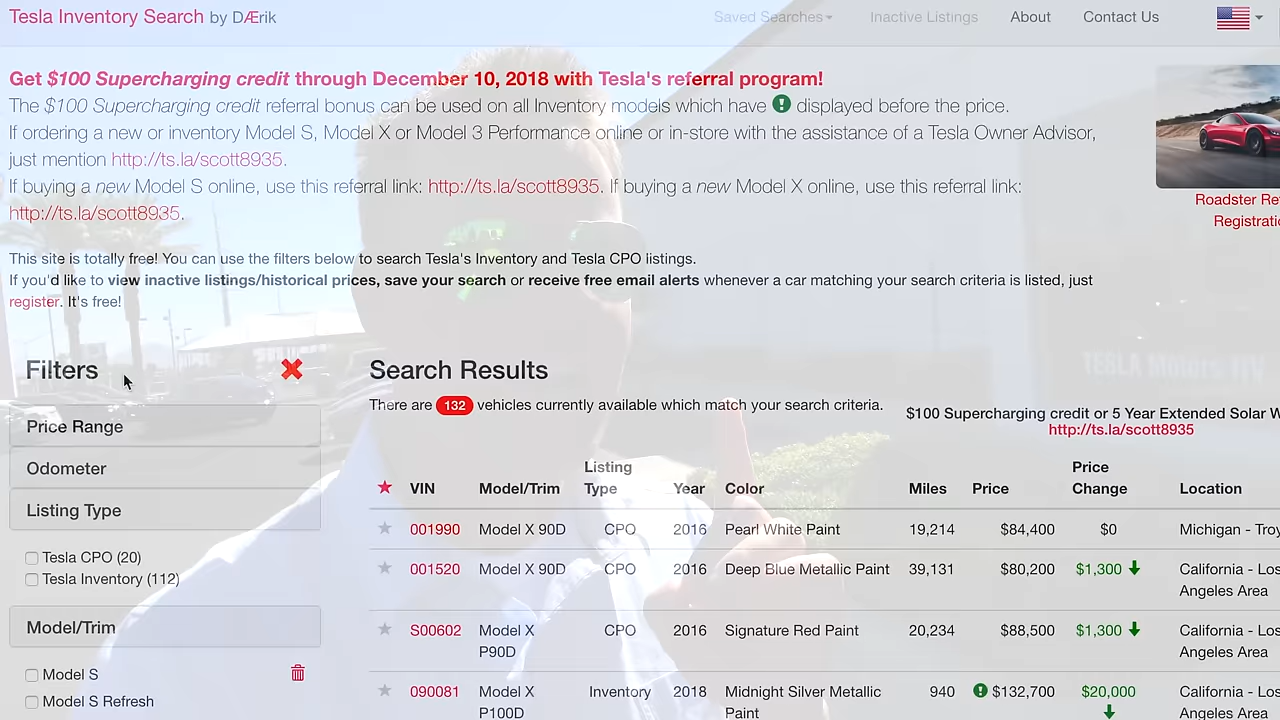 Tesla Inventory Search by DÆrik
Saved Searches
Inactive Listings
About
Contact Us
Get $100 Supercharging credit through December 10, 2018 with Tesla's referral program!
The $100 Supercharging credit referral bonus can be used on all Inventory models which have displayed before the price.
If ordering a new or inventory Model S, Model X or Model 3 Performance online or in-store with the assistance of a Tesla Owner Advisor,
just mention http://ts.la/scott8935.
If buying a new Model S online, use this referral link: http://ts.la/scott8935. If buying a new Model X online, use this referral link:
http://ts.la/scott8935.
Roadster
This site is totally free! You can use the filters below to search Tesla's Inventory and Tesla CPO listings.
If you'd like to view inactive listings/historical prices, save your search or receive free email alerts whenever a car matching your search criteria is listed, just
register. It's free!
Filters
Price Range
Odometer
Listing Type
Tesla CPO (20)
Tesla Inventory (112)
Model/Trim
Model S
Model S Refresh
Search Results
There are 132 vehicles currently available which match your search criteria.
$100 Supercharging credit or 5 Year Extended Solar
http://ts.la/scott8935
VIN Model/Trim Listing Type Year Color Miles Price Price Change Location
001990 Model X 90D CPO 2016 Pearl White Paint 19,214 $84,400 $0 Michigan - Troy
001520 Model X 90D CPO 2016 Deep Blue Metallic Paint 39,131 $80,200 $1,300 California - Los
Angeles Area
S00602 Model X CPO 2016 Signature Red Paint 20,234 $88,500 $1,300 California - Los
P90D Angeles Area
090081 Model X Inventory 2018 Midnight Silver Metallic 940 $132,700 $20,000 California - Los
P100D Paint Angeles Area